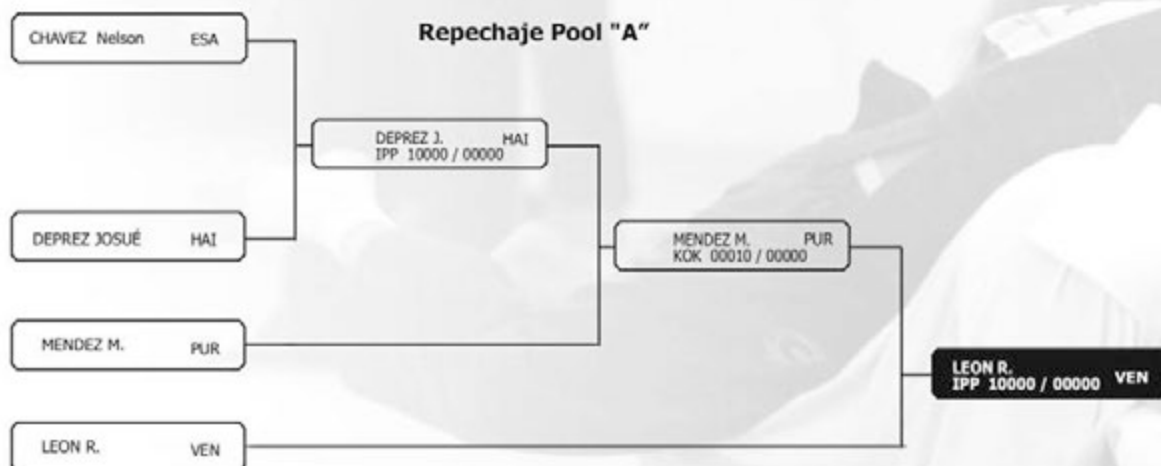 Repechaje Pool "A"
CHAVEZ Nelson ESA
DEPREZ J. HAI
IPP 10000 / 00000
DEPREZ JOSUÉ HAI
MENDEZ M. PUR
KOK 00010 / 00000
MENDEZ M. PUR
LEON R. VEN
IPP 10000 / 00000
LEON R. VEN